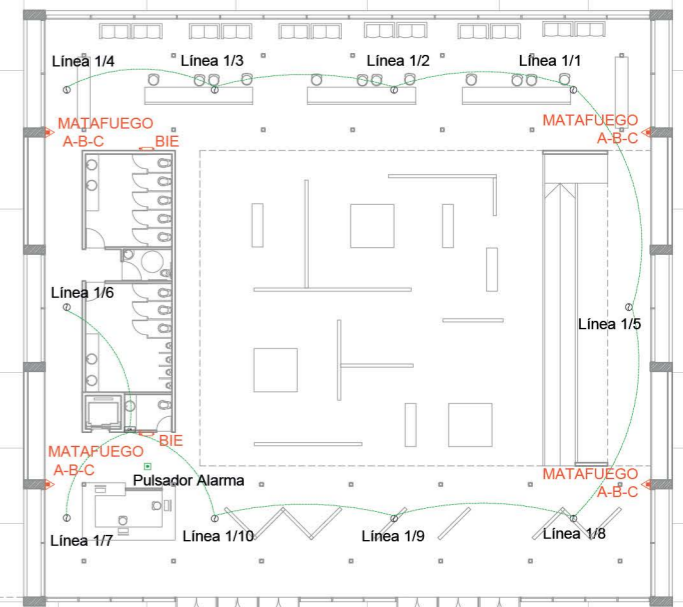 Línea 1/4
Línea 1/3
Línea 1/2
Línea 1/1
MATAFUEGO
A-B-C
BIE
MATAFUEGO
A-B-C
Línea 1/6
Línea 1/5
MATAFUEGO
A-B-C
BIE
Pulsador Alarma
MATAFUEGO
A-B-C
Línea 1/7
Línea 1/10
Línea 1/9
Línea 1/8